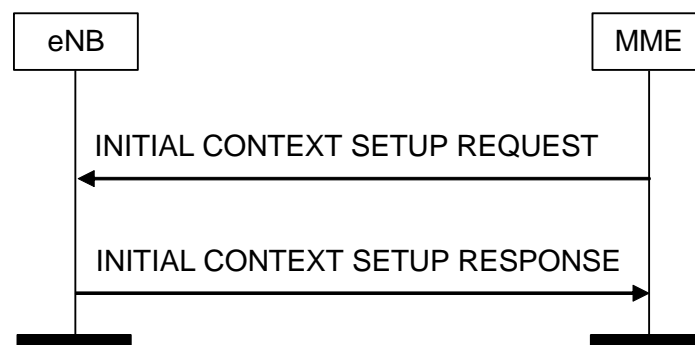 eNB
MME
INITIAL CONTEXT SETUP REQUEST
INITIAL CONTEXT SETUP RESPONSE